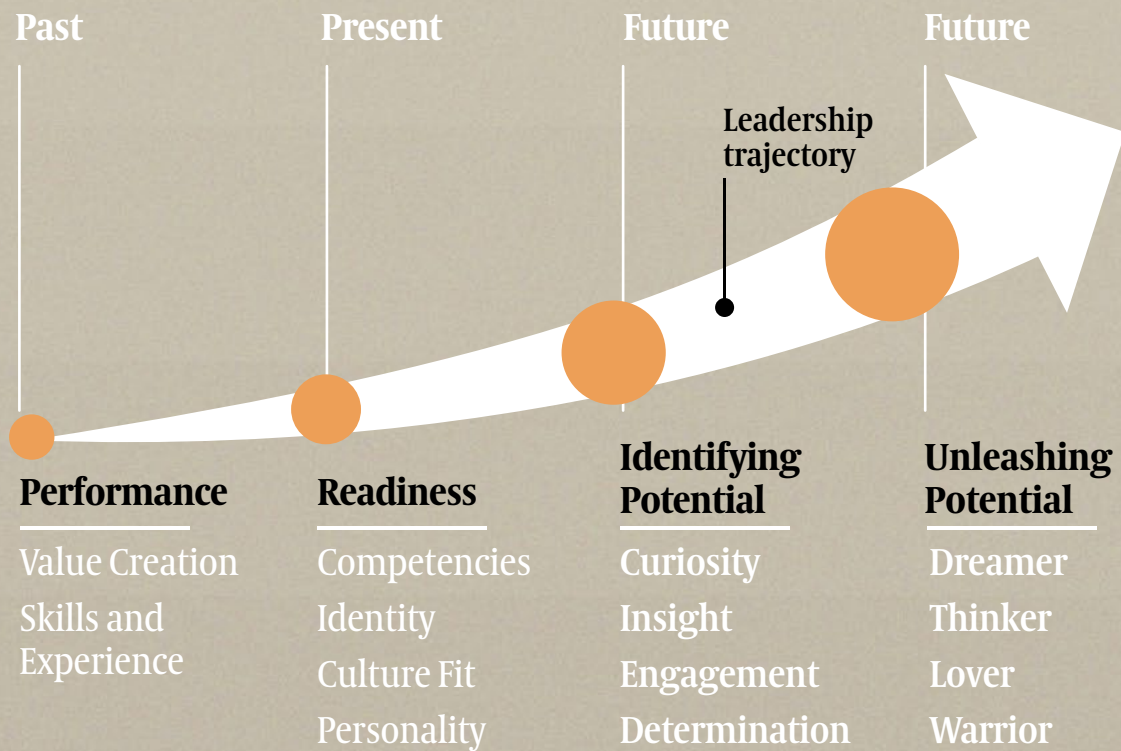 Past
Present
Future
Future
Leadership
trajectory
Performance
Value Creation
Skills and
Experience
Readiness
Competencies
Identity
Culture Fit
Personality
Identifying
Potential
Curiosity
Insight
Engagement
Determination
Unleashing
Potential
Dreamer
Thinker
Lover
Warrior